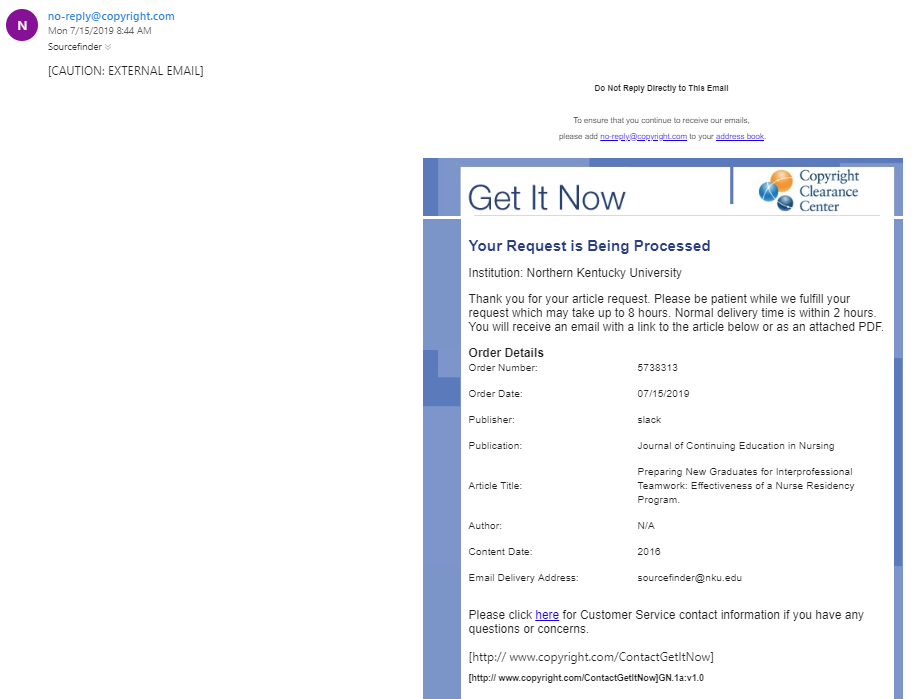 N
no-reply@copyright.com
Mon 7/15/2019 8:44 AM
Sourcefinder
[CAUTION: EXTERNAL EMAIL]
Do Not Reply Directly to This Email
To ensure that you continue to receive our emails,
please add no-reply@copyright.com to your address book.
Get It Now
Copyright
Clearance
Center
Your Request is Being Processed
Institution: Northern Kentucky University
Thank you for your article request. Please be patient while we fulfill your
request which may take up to 8 hours. Normal delivery time is within 2 hours.
You will receive an email with a link to the article below or as an attached PDF.
Order Details
Order Number: 5738313
Order Date: 07/15/2019
Publisher: slack
Publication: Journal of Continuing Education in Nursing
Article Title: Preparing New Graduates for Interprofessional
Teamwork: Effectiveness of a Nurse Residency
Program.
Author: N/A
Content Date: 2016
Email Delivery Address: sourcefinder@nku.edu
Please click here for Customer Service contact information if you have any
questions or concerns.
[http:// www.copyright.com/ContactGetItNow]
[http:// www.copyright.com/ContactGetItNow]GN.1a:v1.0